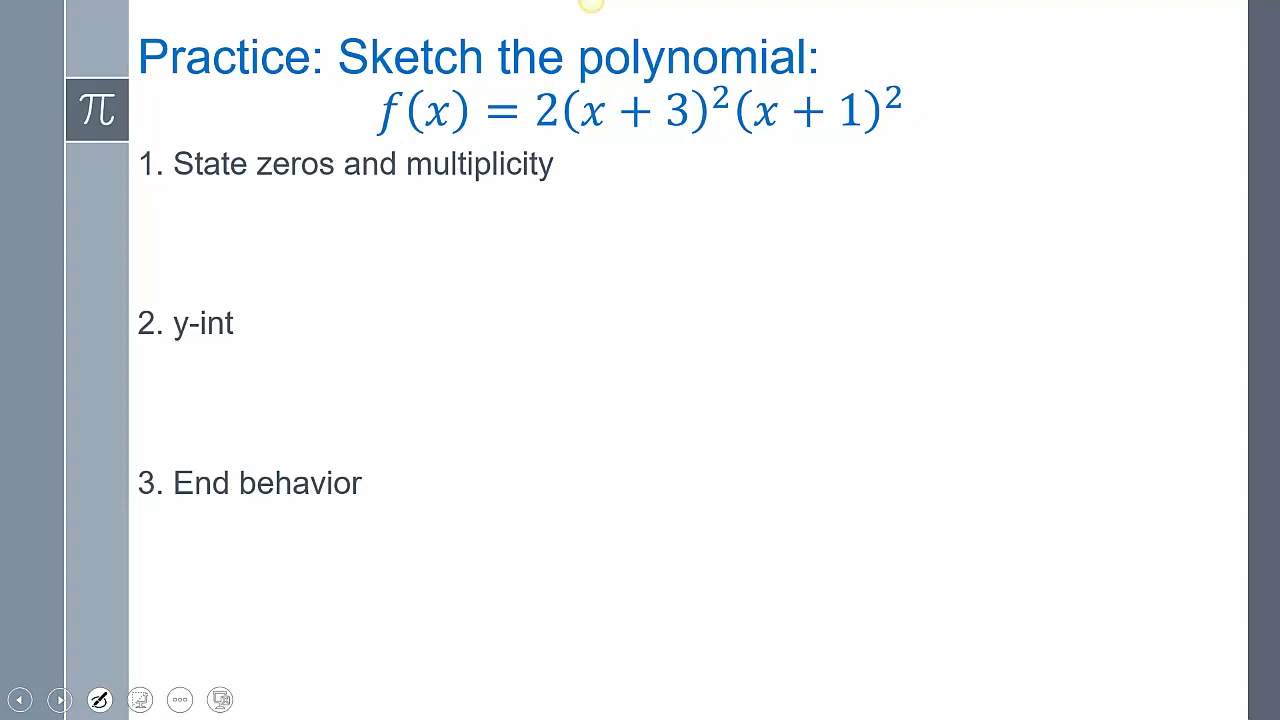 Practice: Sketch the polynomial:
f(x) = 2(x + 3)²(x + 1)²
π
1. State zeros and multiplicity
2. y-int
3. End behavior